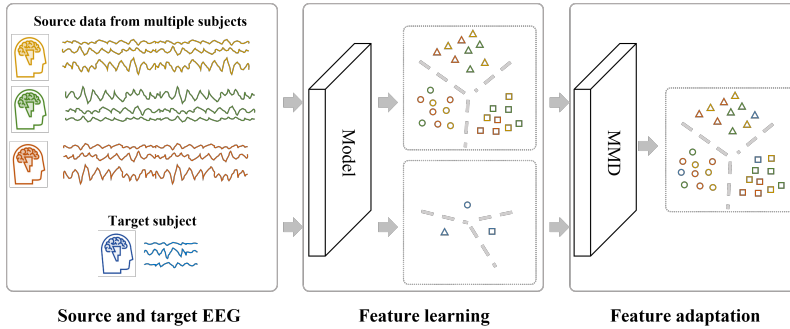 Source data from multiple subjects
Target subject
Model
MMD
Source and target EEG
Feature learning
Feature adaptation